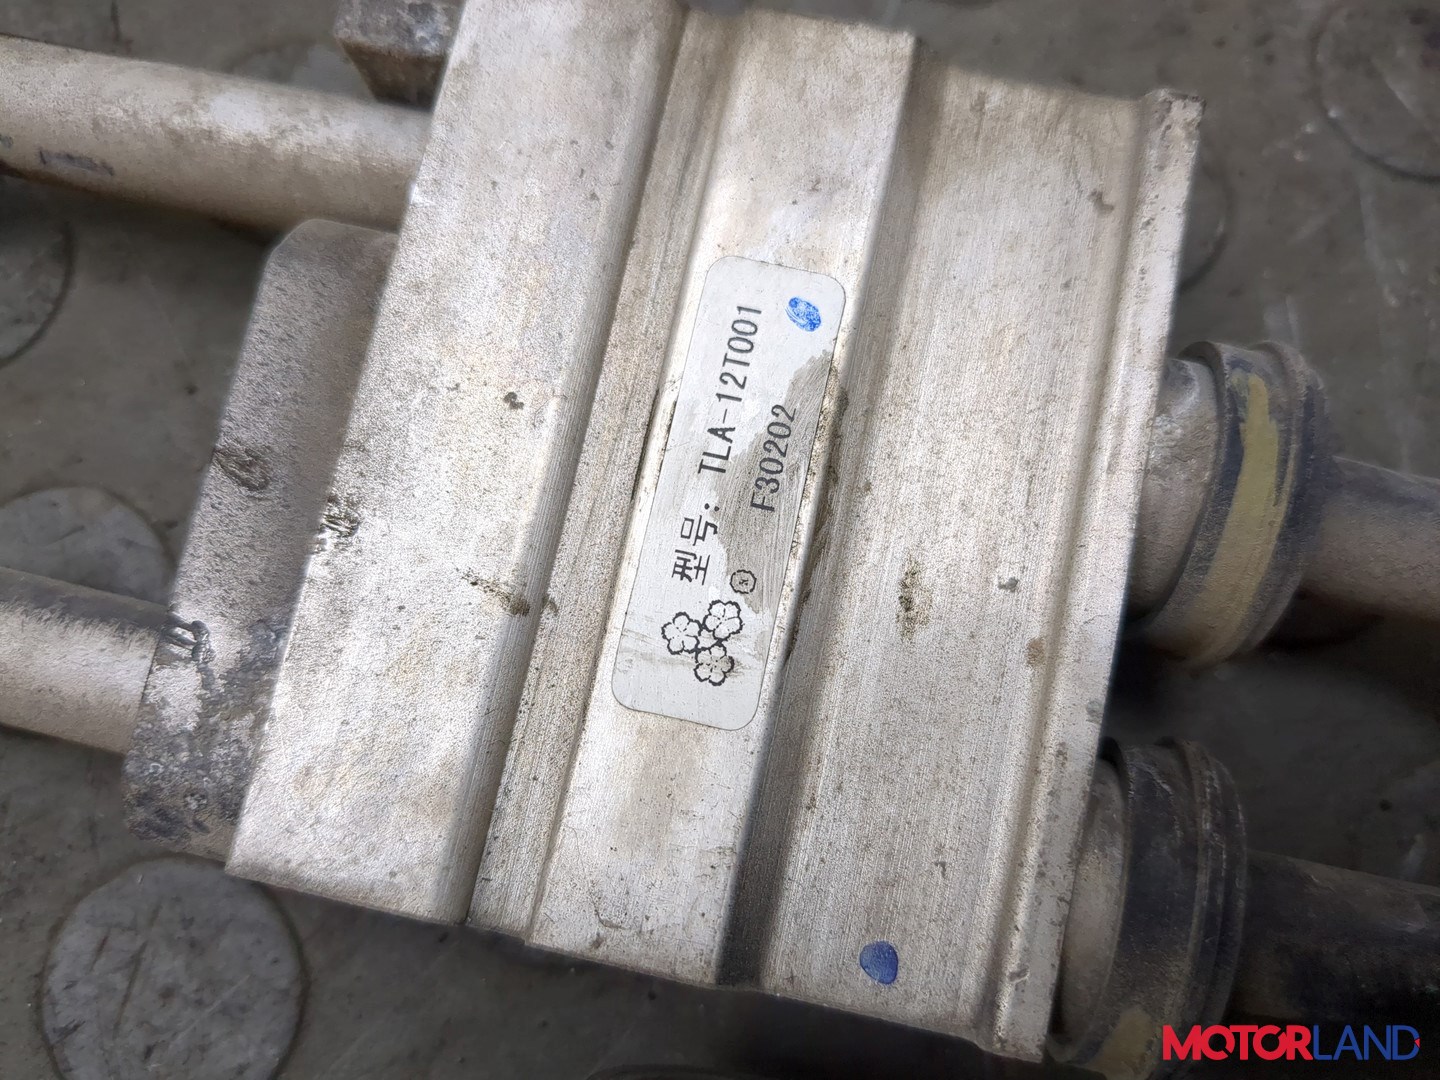 型号: TLA-12T001
F30202
MOTORLAND